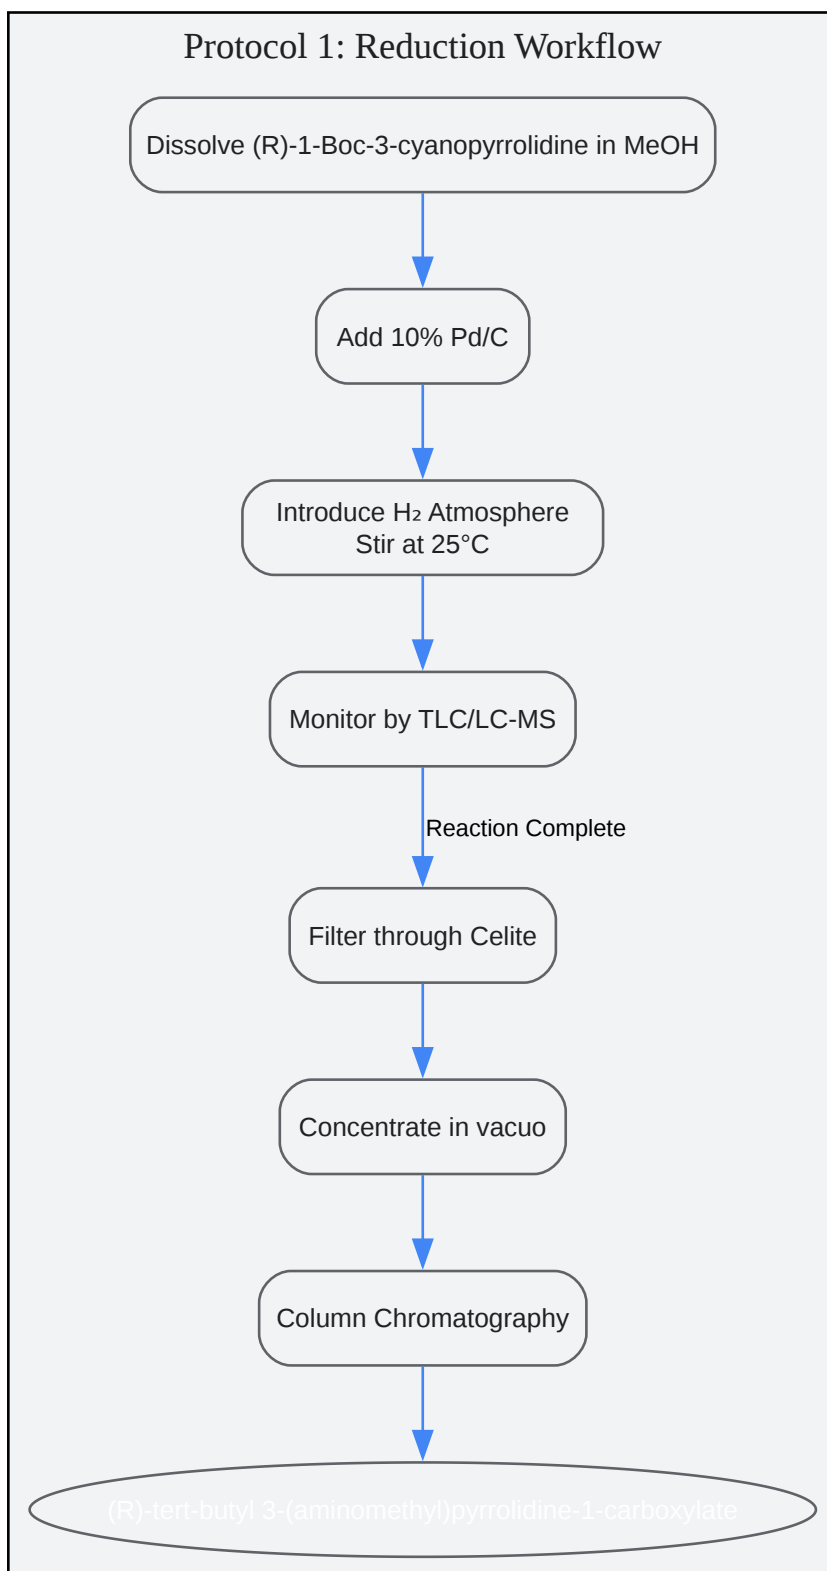 Protocol 1: Reduction Workflow
Dissolve (R)-1-Boc-3-cyanopyrrolidine in MeOH
Add 10% Pd/C
Introduce H₂ Atmosphere
Stir at 25°C
Monitor by TLC/LC-MS
Reaction Complete
Filter through Celite
Concentrate in vacuo
Column Chromatography
(R)-tert-butyl 3-(aminomethyl)pyrrolidine-1-carboxylate